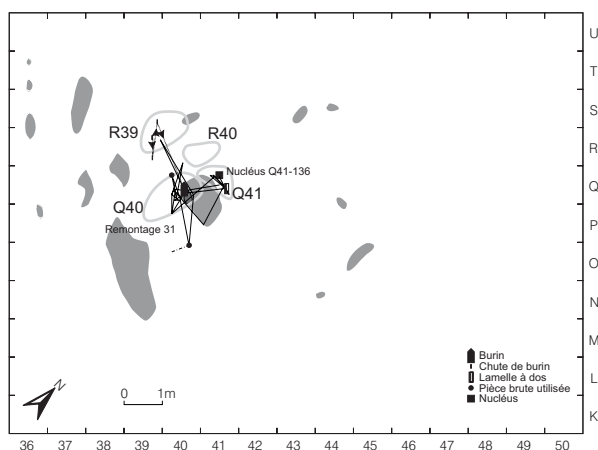 U
T
S
R39
R40
R
Nucléus Q41-136
Q
Q40
Q41
Remontage 31
P
O
N
M
Burin
Chute de burin
Lamelle à dos
Pièce brute utilisée
Nucléus
N
0 1m
L
K
36 37 38 39 40 41 42 43 44 45 46 47 48 49 50